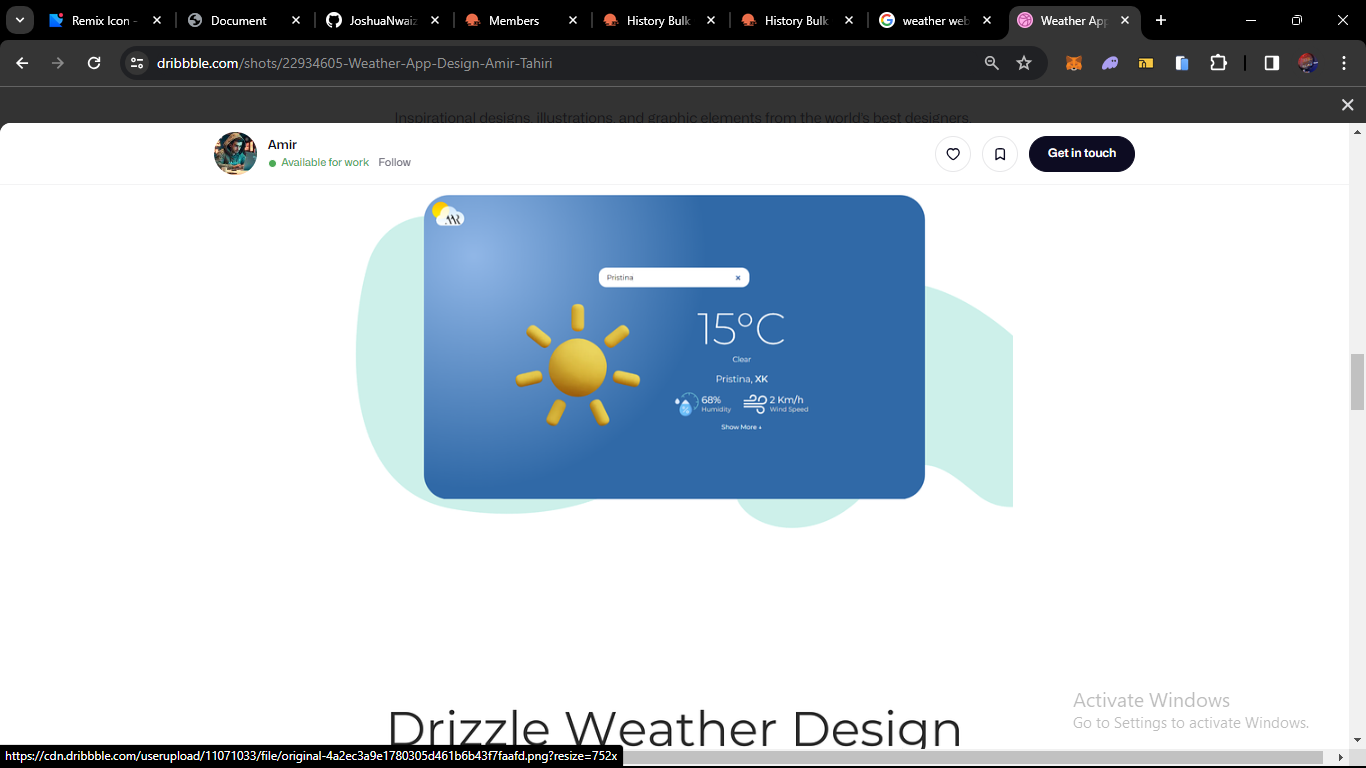 Remix Icon -
Document
JoshuaNwaiz
Members
History Bulk
History Bulk
weather web
Weather App
dribbble.com/shots/22934605-Weather-App-Design-Amir-Tahiri
Inspirational designs, illustrations, and graphic elements from the world's best designers.
Amir
Available for work Follow
Get in touch
Pristina
15°C
Clear
Pristina, XK
68%
Humidity
2 Km/h
Wind Speed
Show More +
Drizzle Weather Design
Activate Windows
Go to Settings to activate Windows.
https://cdn.dribbble.com/userupload/11071033/file/original-4a2ec3a9e1780305d461b6b43f7faafd.png?resize=752x